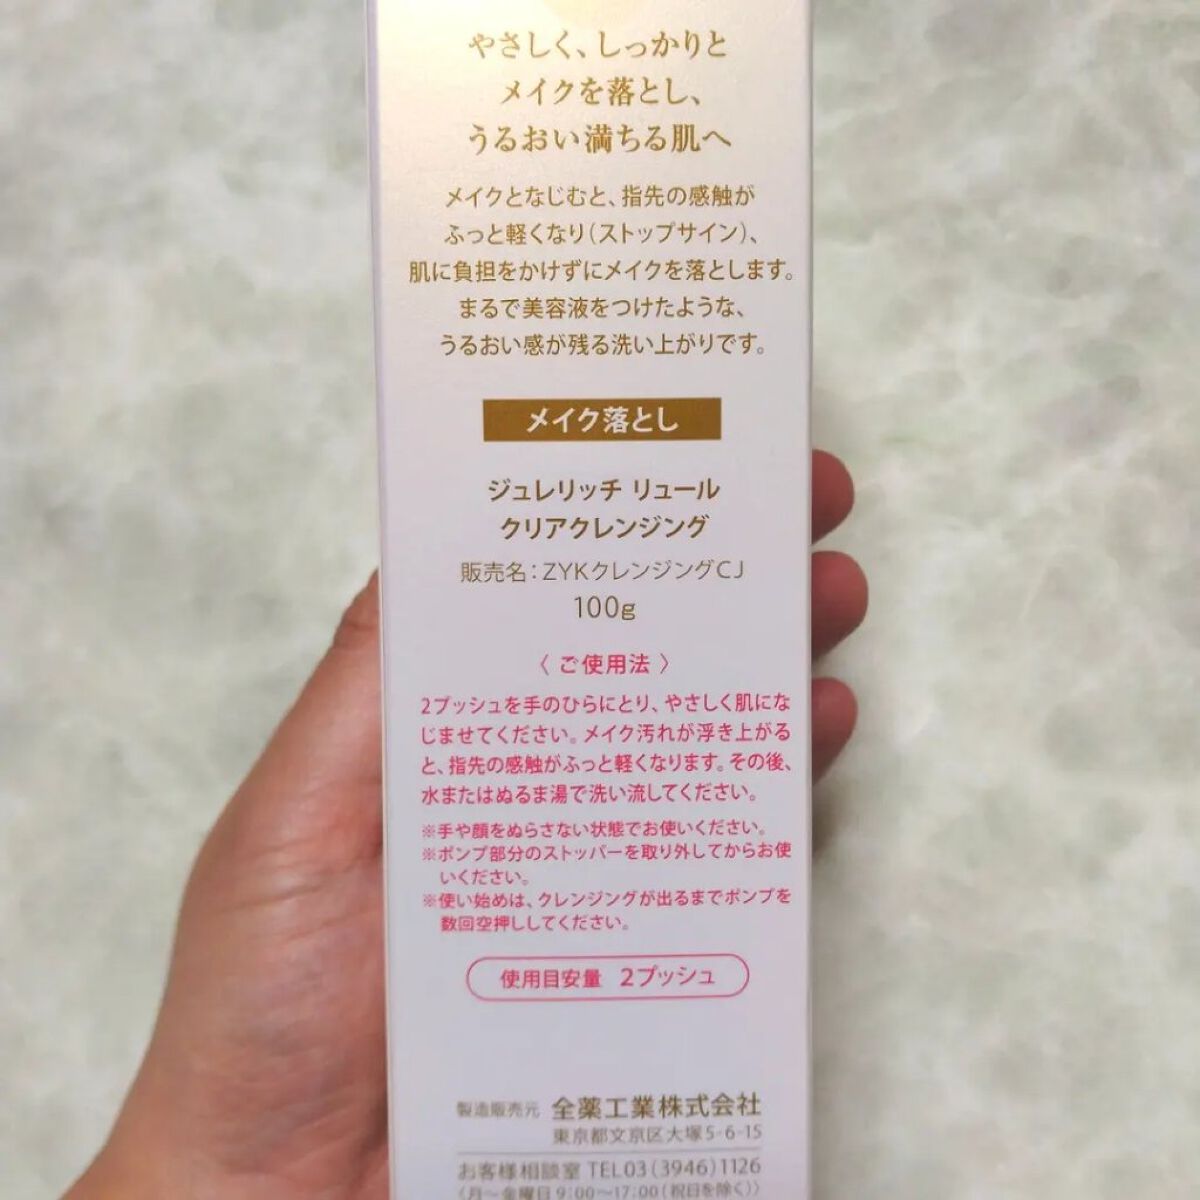 やさしく、しっかりと
メイクを落とし、
うるおい満ちる肌へ
メイクとなじむと、指先の感触が
ふっと軽くなり(ストップサイン)、
肌に負担をかけずにメイクを落とします。
まるで美容液をつけたような、
うるおい感が残る洗い上がりです。
メイク落とし
ジュレリッチ リュール
クリアクレンジング
販売名:ZYKクレンジングCJ
100g
〈ご使用法〉
2プッシュを手のひらにとり、やさしく肌にな
じませてください。メイク汚れが浮き上がる
と、指先の感触がふっと軽くなります。その後、
水またはぬるま湯で洗い流してください。
※手や顔をぬらさない状態でお使いください。
※ポンプ部分のストッパーを取り外してからお使
いください。
※使い始めは、クレンジングが出るまでポンプを
数回空押ししてください。
使用目安量 2プッシュ
製造販売元 全薬工業株式会社
東京都文京区大塚5-6-15
お客様相談室 TEL03(3946)1126
〈月〜金曜日 9:00〜17:00(祝日を除く)〉